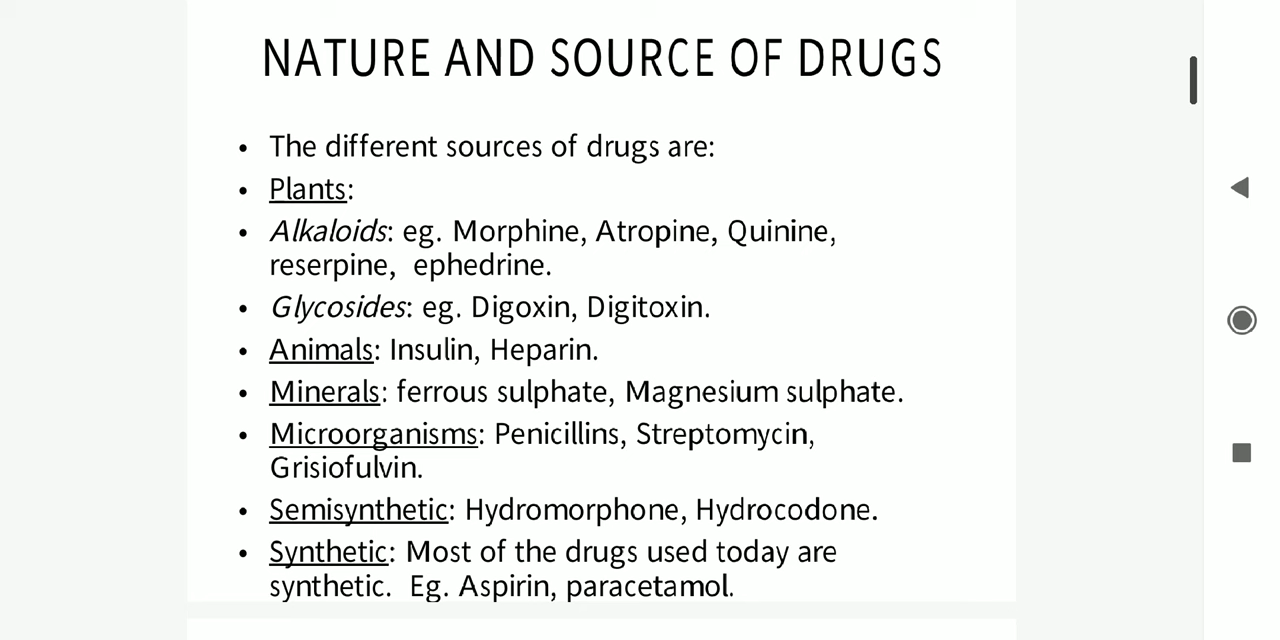 NATURE AND SOURCE OF DRUGS
• The different sources of drugs are:
• Plants:
• Alkaloids: eg. Morphine, Atropine, Quinine,
reserpine, ephedrine.
• Glycosides: eg. Digoxin, Digitoxin.
• Animals: Insulin, Heparin.
• Minerals: ferrous sulphate, Magnesium sulphate.
• Microorganisms: Penicillins, Streptomycin,
Grisiofulvin.
• Semisynthetic: Hydromorphone, Hydrocodone.
• Synthetic: Most of the drugs used today are
synthetic. Eg. Aspirin, paracetamol.